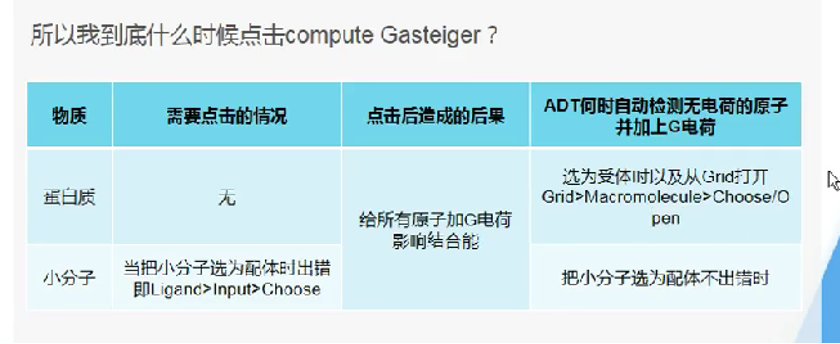 所以我到底什么时候点击compute Gasteiger？
物质
需要点击的情况
点击后造成的后果
ADT何时自动检测无电荷的原子
并加上G电荷
蛋白质
无
给所有原子加G电荷
影响结合能
选为受体时以及从Grid打开
Grid>Macromolecule>Choose/O
pen
小分子
当把小分子选为配体时出错
即Ligand>Input>Choose
把小分子选为配体不出错时